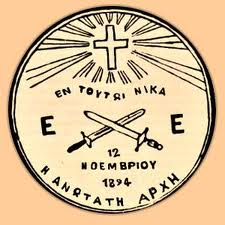 ΕΝ ΤΟΥΤΩΙ ΝΙΚΑ
Ε Ε
12
ΝΟΕΜΒΡΙΟΥ
1894
Η ΑΝΩΤΑΤΗ ΑΡΧΗ